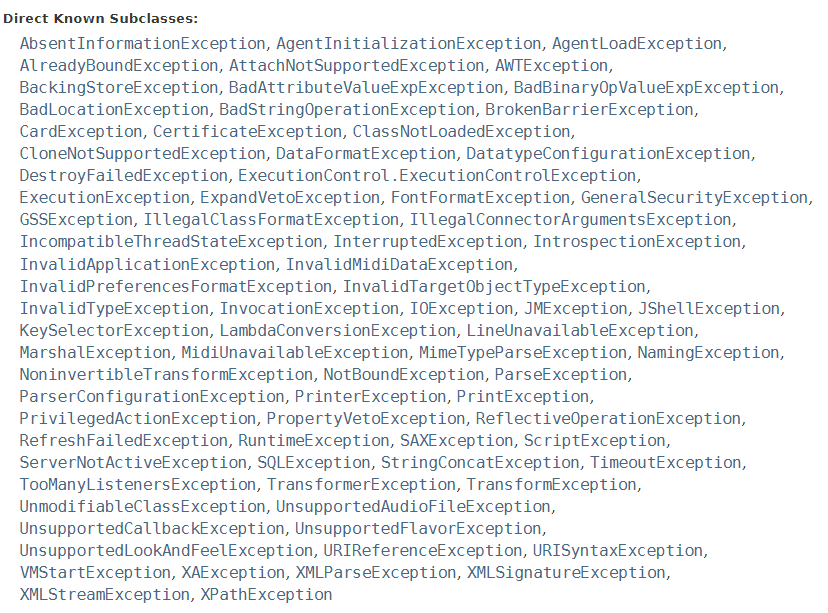 Direct Known Subclasses:
AbsentInformationException, AgentInitializationException, AgentLoadException,
AlreadyBoundException, AttachNotSupportedException, AWTException,
BackingStoreException, BadAttributeValueExpException, BadBinaryOpValueExpException,
BadLocationException, BadStringOperationException, BrokenBarrierException,
CardException, CertificateException, ClassNotLoadedException,
CloneNotSupportedException, DataFormatException, DatatypeConfigurationException,
DestroyFailedException, ExecutionControl.ExecutionControlException,
ExecutionException, ExpandVetoException, FontFormatException, GeneralSecurityException,
GSSException, IllegalClassFormatException, IllegalConnectorArgumentsException,
IncompatibleThreadStateException, InterruptedException, IntrospectionException,
InvalidApplicationException, InvalidMidiDataException,
InvalidPreferencesFormatException, InvalidTargetObjectTypeException,
InvalidTypeException, InvocationException, IOException, JMException, JShellException,
KeySelectorException, LambdaConversionException, LineUnavailableException,
MarshalException, MidiUnavailableException, MimeTypeParseException, NamingException,
NoninvertibleTransformException, NotBoundException, ParseException,
ParserConfigurationException, PrinterException, PrintException,
PrivilegedActionException, PropertyVetoException, ReflectiveOperationException,
RefreshFailedException, RuntimeException, SAXException, ScriptException,
ServerNotActiveException, SQLException, StringConcatException, TimeoutException,
TooManyListenersException, TransformerException, TransformException,
UnmodifiableClassException, UnsupportedAudioFileException,
UnsupportedCallbackException, UnsupportedFlavorException,
UnsupportedLookAndFeelException, URIReferenceException, URISyntaxException,
VMStartException, XAException, XMLParseException, XMLSignatureException,
XMLStreamException, XPathException